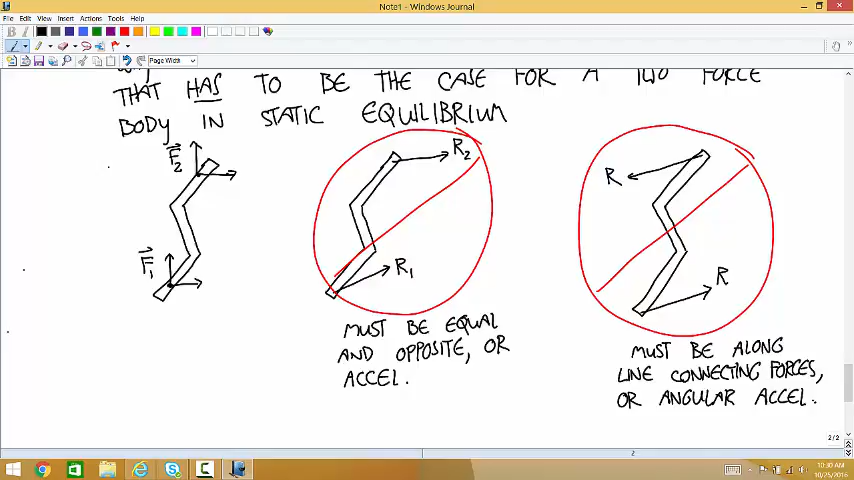 Note1 - Windows Journal
File Edit View Insert Actions Tools Help
Page Width
THAT HAS TO BE THE CASE FOR A TWO FORCE
BODY IN STATIC EQUILIBRIUM
F2
F1
R2
R1
MUST BE EQUAL
AND OPPOSITE, OR
ACCEL.
R
R
MUST BE ALONG
LINE CONNECTING FORCES,
OR ANGULAR ACCEL.
2/2
2
10:30 AM
10/25/2016